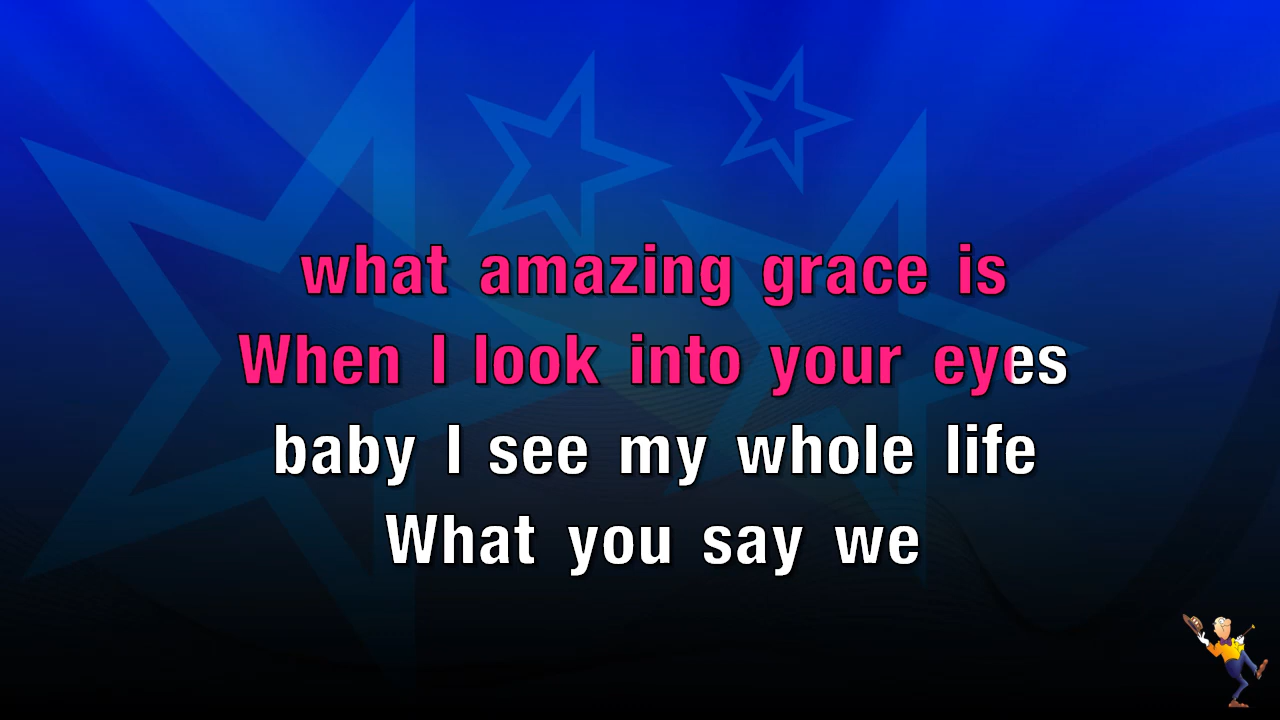 what amazing grace is
When I look into your eyes
baby I see my whole life
What you say we